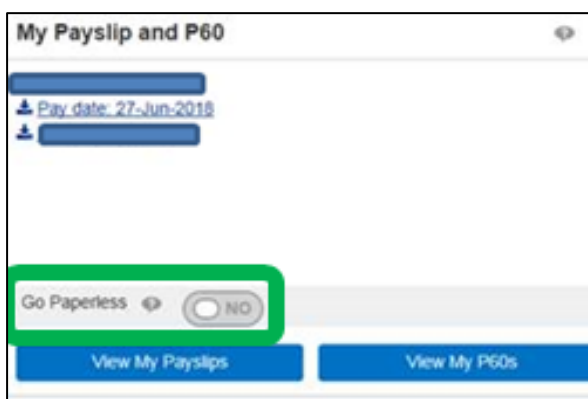 My Payslip and P60
Pay date: 27-Jun-2018
Go Paperless NO
View My Payslips View My P60s